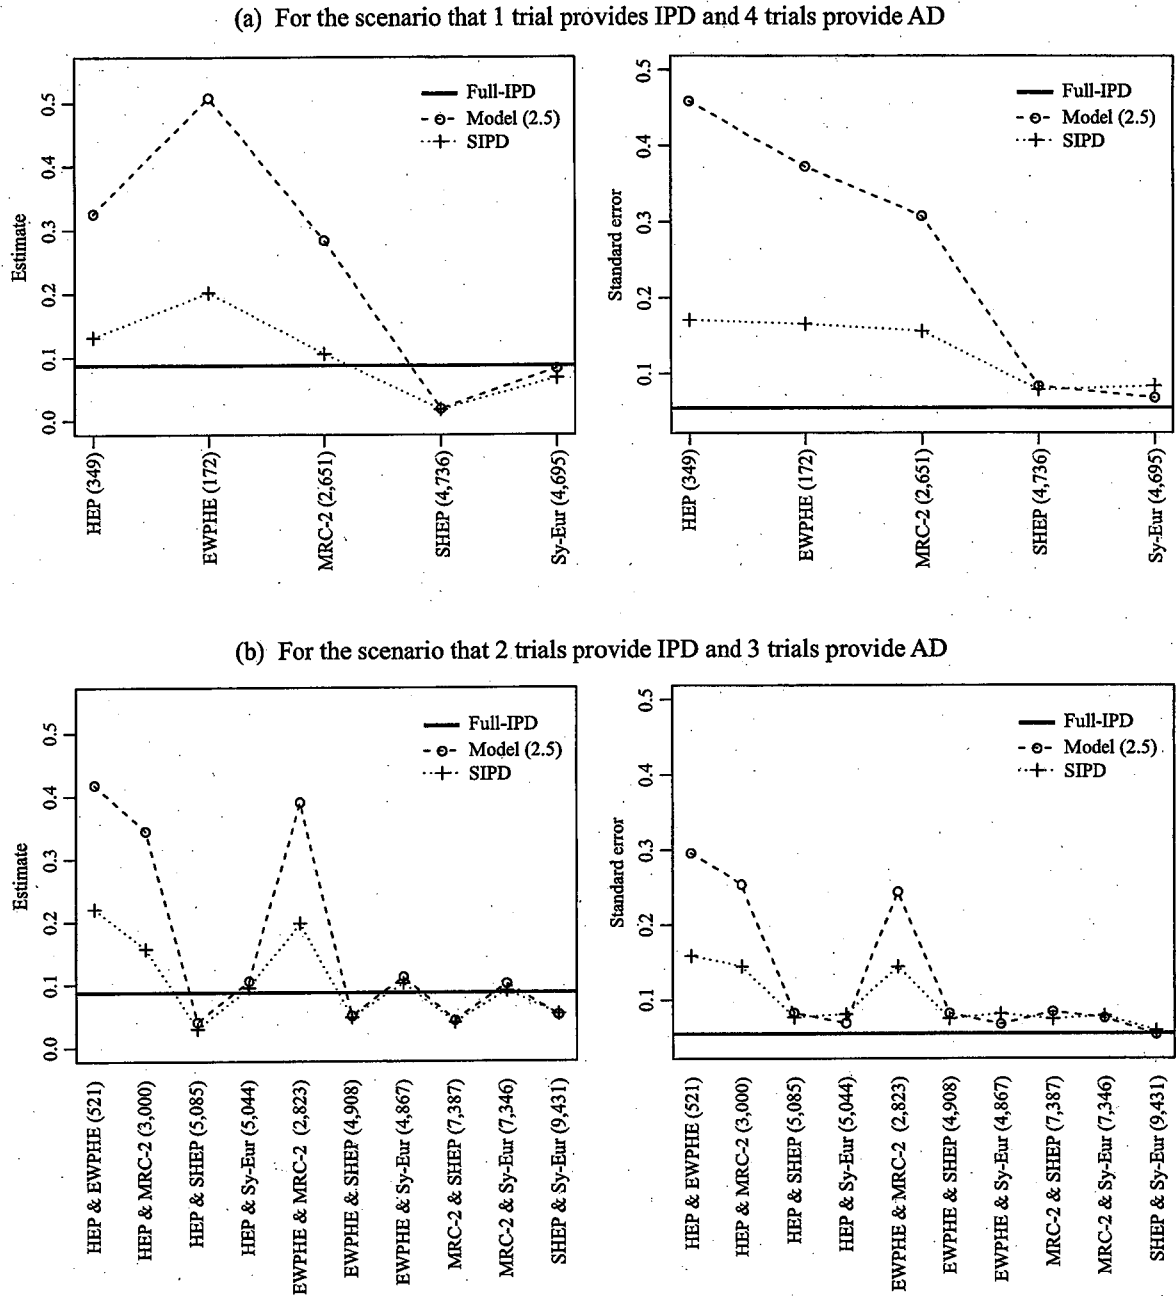 (a) For the scenario that 1 trial provides IPD and 4 trials provide AD
Estimate
0.5
0.4
0.3
0.2
0.1
0.0
Full-IPD
Model (2.5)
SIPD
HEP (349)
EWPHE (172)
MRC-2 (2,651)
SHEP (4,736)
Sy-Eur (4,695)
Standard error
0.5
0.4
0.3
0.2
0.1
Full-IPD
Model (2.5)
SIPD
HEP (349)
EWPHE (172)
MRC-2 (2,651)
SHEP (4,736)
Sy-Eur (4,695)
(b) For the scenario that 2 trials provide IPD and 3 trials provide AD
Estimate
0.5
0.4
0.3
0.2
0.1
0.0
Full-IPD
Model (2.5)
SIPD
HEP & EWPHE (521)
HEP & MRC-2 (3,000)
HEP & SHEP (5,085)
HEP & Sy-Eur (5,044)
EWPHE & MRC-2 (2,823)
EWPHE & SHEP (4,908)
EWPHE & Sy-Eur (4,867)
MRC-2 & SHEP (7,387)
MRC-2 & Sy-Eur (7,346)
SHEP & Sy-Eur (9,431)
Standard error
0.5
0.4
0.3
0.2
0.1
Full-IPD
Model (2.5)
SIPD
HEP & EWPHE (521)
HEP & MRC-2 (3,000)
HEP & SHEP (5,085)
HEP & Sy-Eur (5,044)
EWPHE & MRC-2 (2,823)
EWPHE & SHEP (4,908)
EWPHE & Sy-Eur (4,867)
MRC-2 & SHEP (7,387)
MRC-2 & Sy-Eur (7,346)
SHEP & Sy-Eur (9,431)